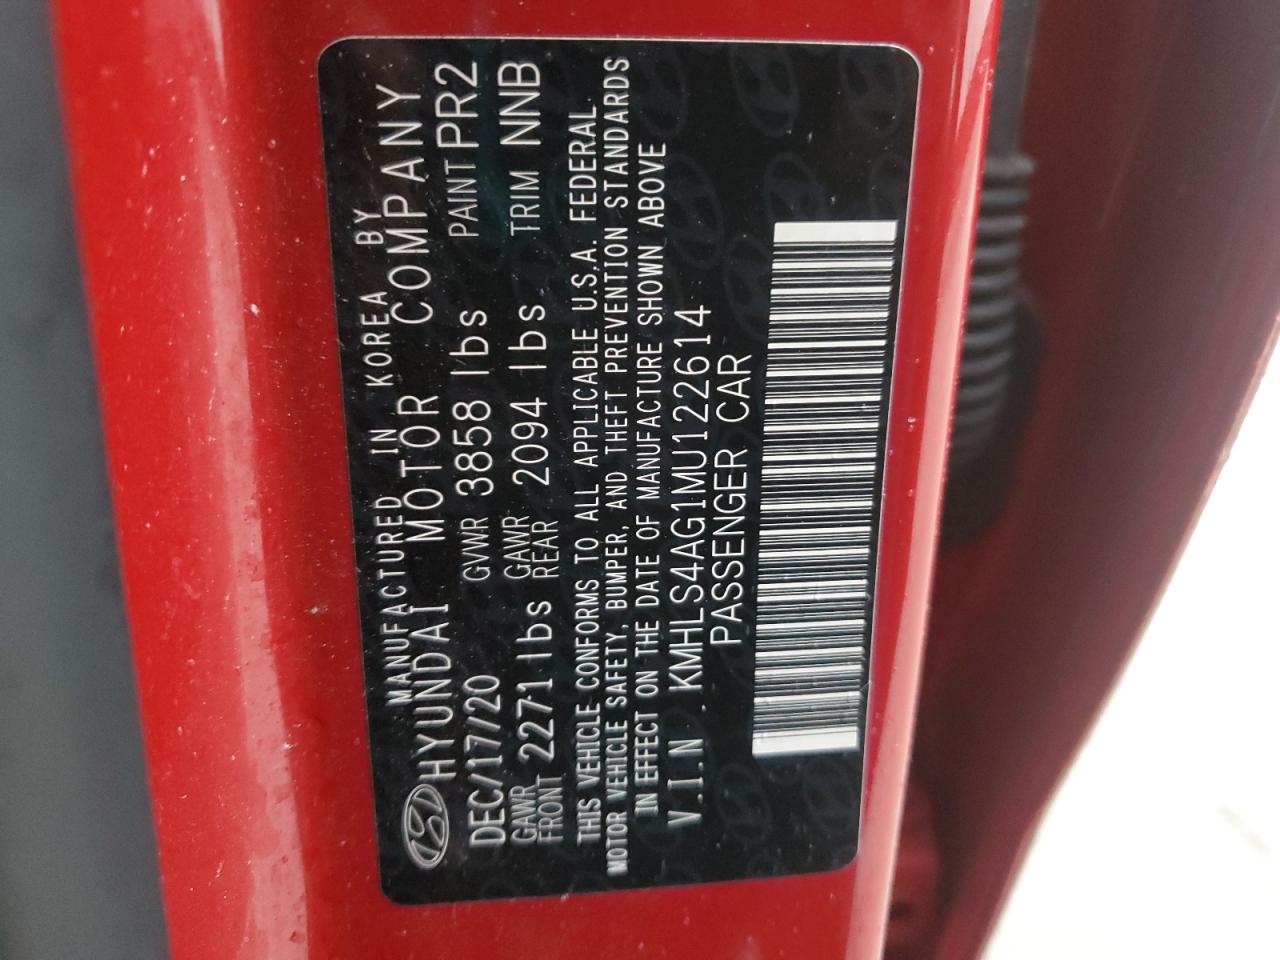 MANUFACTURED IN KOREA BY
HYUNDAI MOTOR COMPANY
DEC/17/20 GVWR 3858 lbs PAINT PR2
GAWR FRONT 2271 lbs GAWR REAR 2094 lbs TRIM NNB
THIS VEHICLE CONFORMS TO ALL APPLICABLE U.S.A. FEDERAL
MOTOR VEHICLE SAFETY, BUMPER, AND THEFT PREVENTION STANDARDS
IN EFFECT ON THE DATE OF MANUFACTURE SHOWN ABOVE
V.I.N. KMHLS4AG1MU122614
PASSENGER CAR